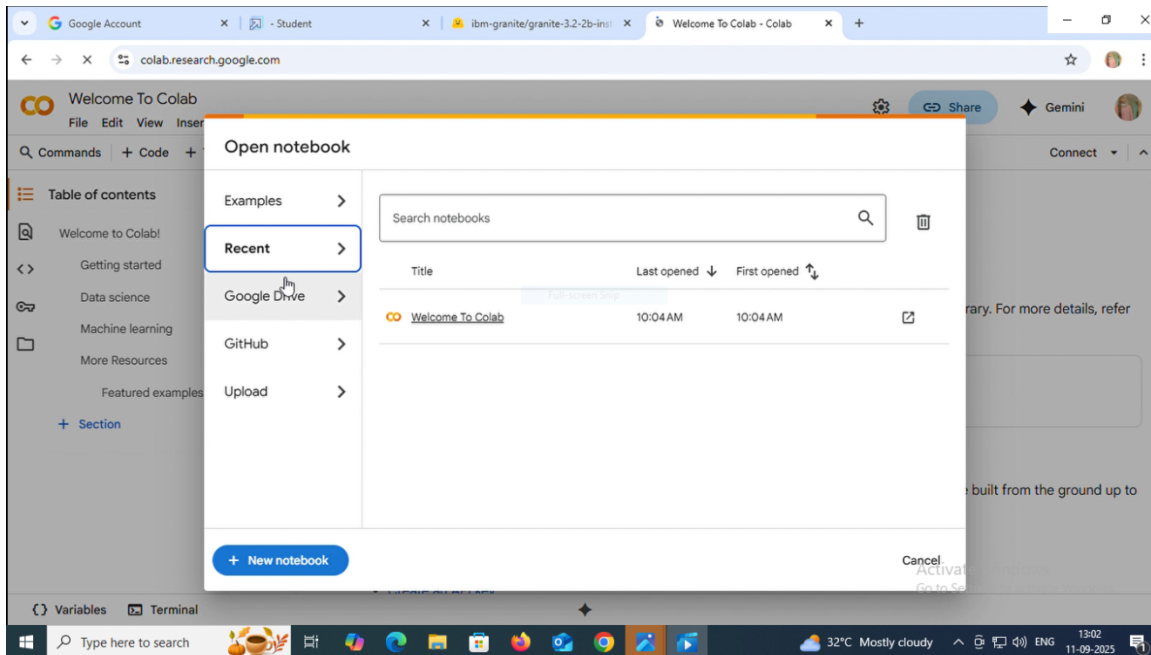 Google Account
- Student
ibm-granite/granite-3.2-2b-inst
Welcome To Colab - Colab
colab.research.google.com
Welcome To Colab
File Edit View Inser
Share
Gemini
Commands + Code +
Connect
Open notebook
Table of contents
Welcome to Colab!
Getting started
Data science
Machine learning
More Resources
Featured examples
+ Section
Examples
Recent
Google Drive
GitHub
Upload
Search notebooks
Title Last opened First opened
Full-screen Snip
Welcome To Colab 10:04 AM 10:04 AM
rary. For more details, refer
built from the ground up to
+ New notebook
Cancel
Variables Terminal
Type here to search
32°C Mostly cloudy
ENG
13:02
11-09-2025